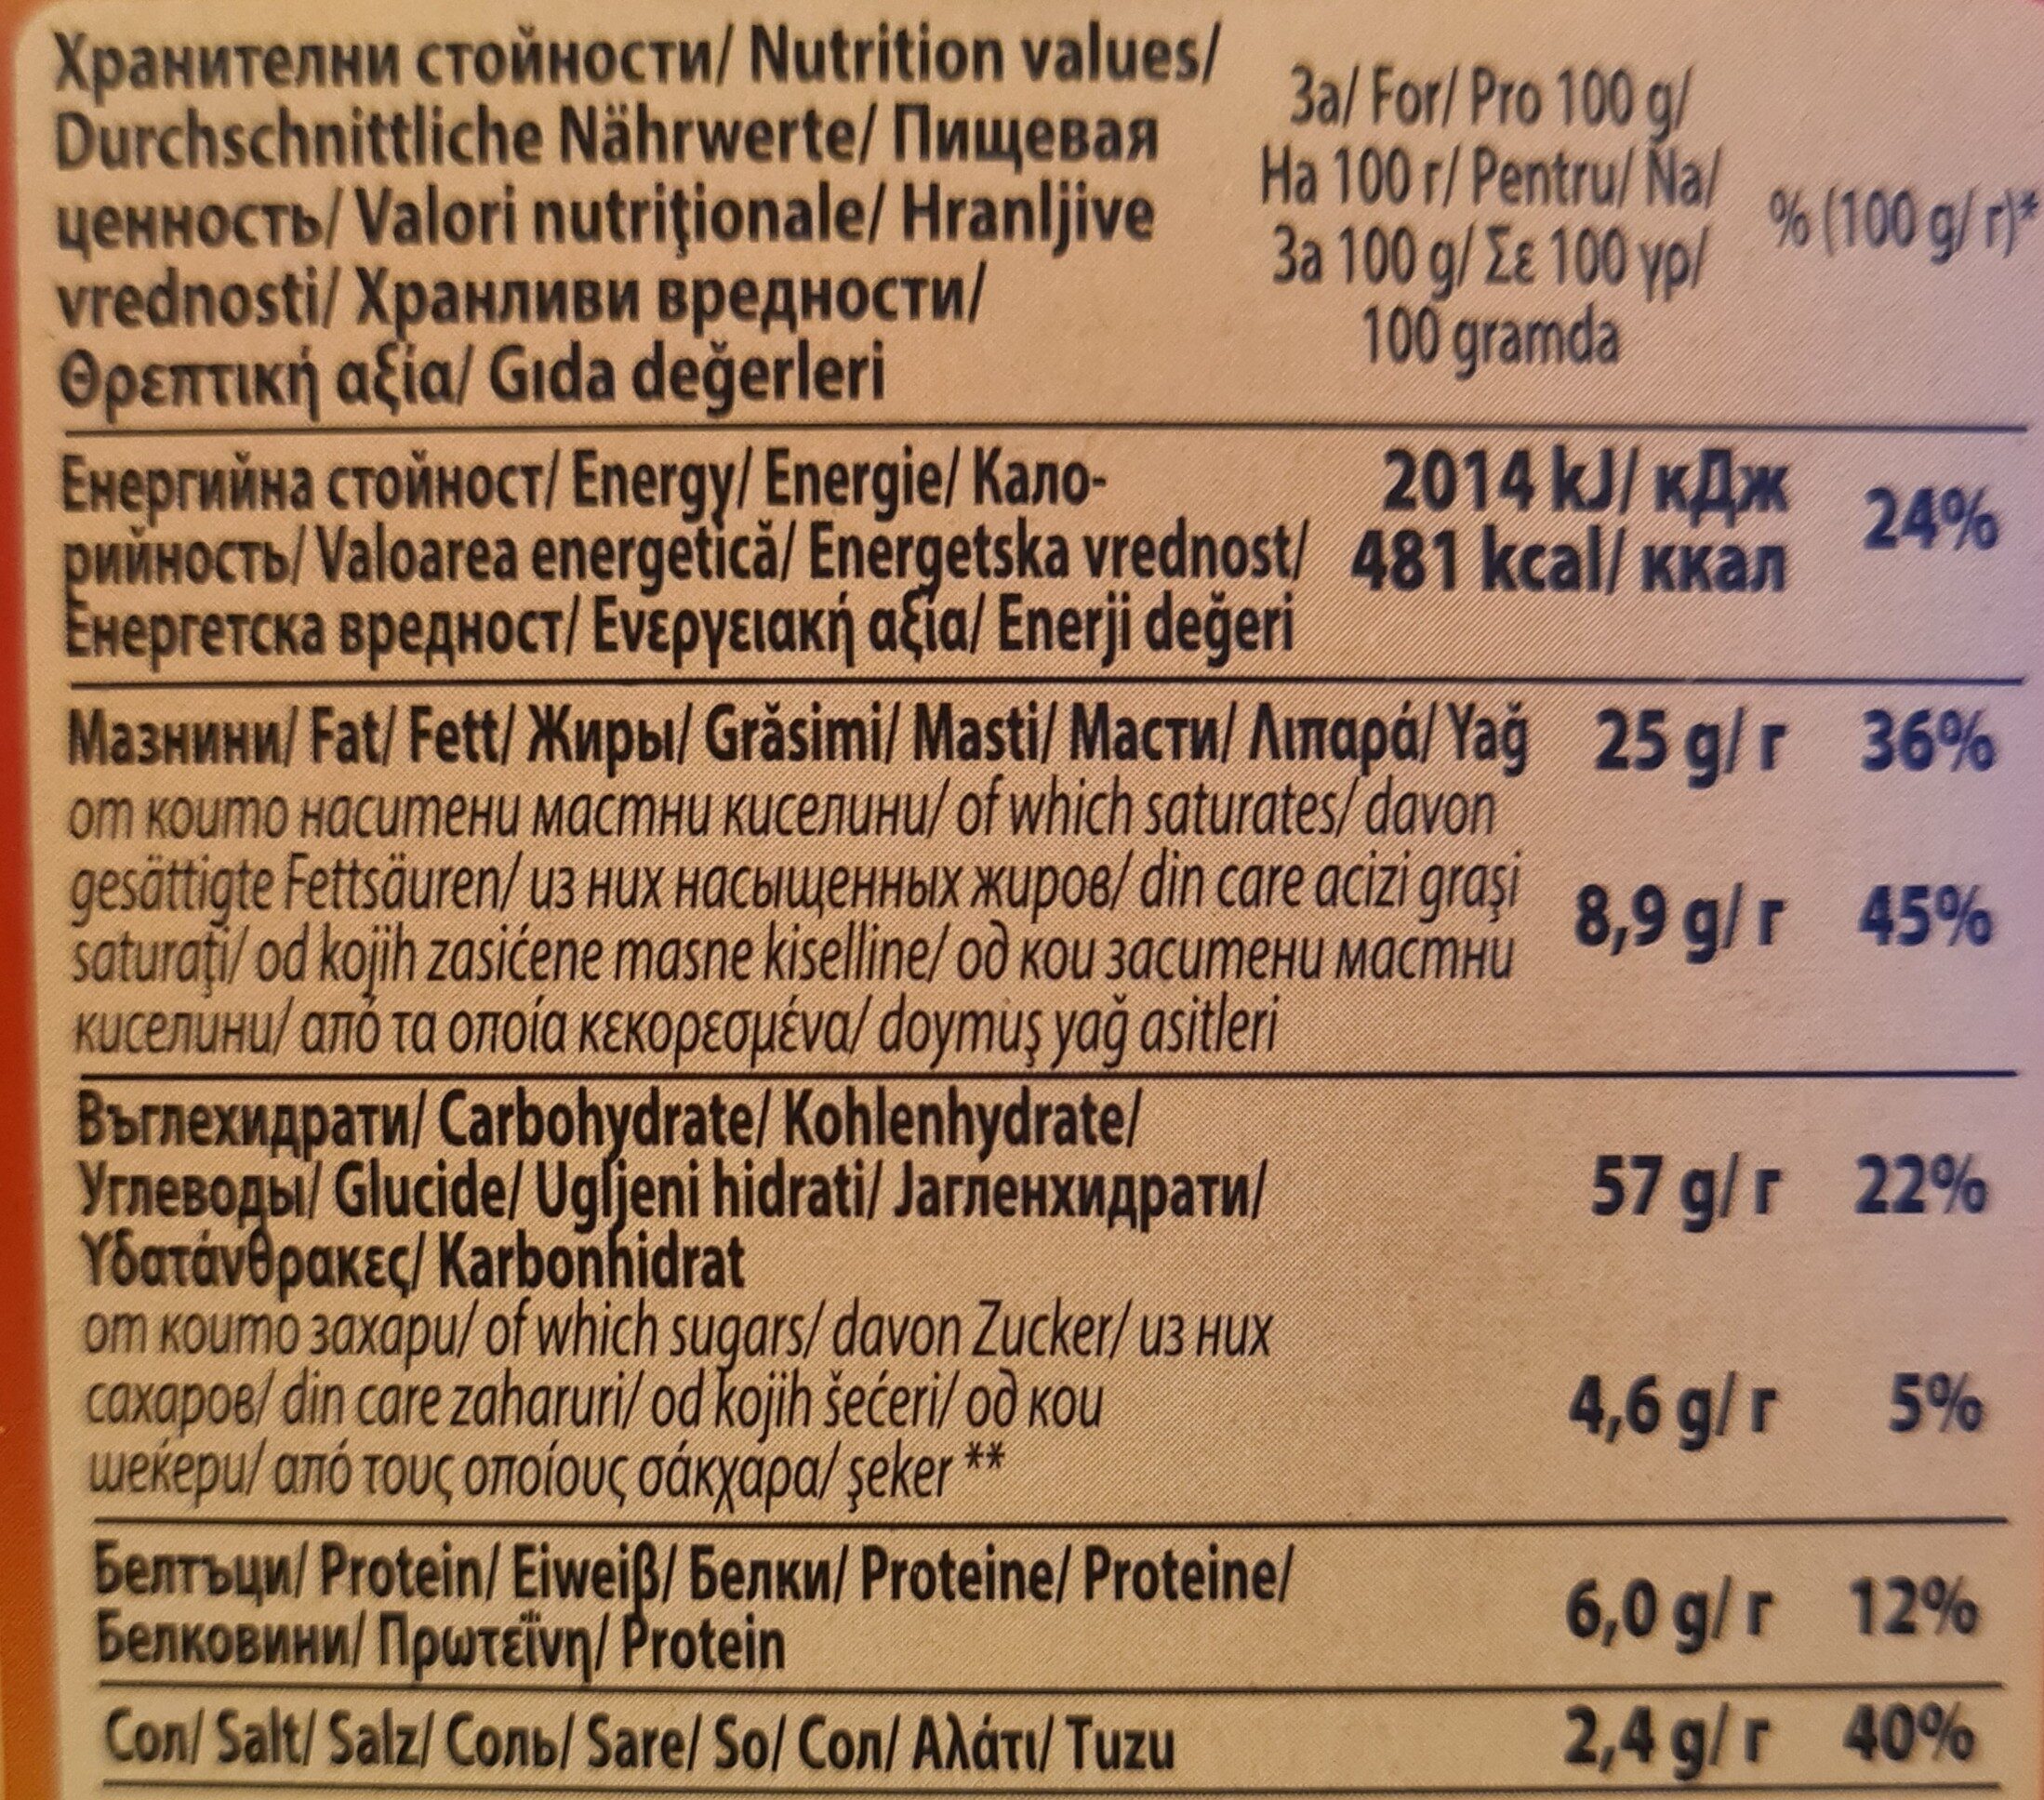 Хранителни стойности/ Nutrition values/
Durchschnittliche Nährwerte/ Пищевая
ценность/ Valori nutriţionale/ Hranljive
vrednosti/ Хранливи вредности/
Θρεπτική αξία/ Gıda değerleri
За/ For/ Pro 100 g/
На 100 г/ Pentru/ Na/
За 100 g/ Σε 100 γρ/
100 gramda
% (100 g/ г)*
Енергийна стойност/ Energy/ Energie/ Кало-
рийность/ Valoarea energetică/ Energetska vrednost/
Енергетска вредност/ Ενεργειακή αξία/ Enerji değeri
2014 kJ/ кДж
481 kcal/ ккал
24%
Мазнини/ Fat/ Fett/ Жиры/ Grăsimi/ Masti/ Масти/ Λιπαρά/ Yağ 25 g/ г 36%
от които наситени мастни киселини/ of which saturates/ davon
gesättigte Fettsäuren/ из них насыщенных жиров/ din care acizi graşi
saturaţi/ od kojih zasićene masne kiselline/ од кои заситени мастни
киселини/ από τα οποία κεκορεσμένα/ doymuş yağ asitleri
8,9 g/ г 45%
Въглехидрати/ Carbohydrate/ Kohlenhydrate/
Углеводы/ Glucide/ Ugljeni hidrati/ Јагленхидрати/
Υδατάνθρακες/ Karbonhidrat
57 g/ г 22%
от които захари/ of which sugars/ davon Zucker/ из них
сахаров/ din care zaharuri/ od kojih šećeri/ од кои
шеќери/ από τους οποίους σάκχαρα/ şeker **
4,6 g/ г 5%
Белтъци/ Protein/ Eiweiβ/ Белки/ Proteine/ Proteine/
Белковини/ Πρωτεΐνη/ Protein
6,0 g/ г 12%
Сол/ Salt/ Salz/ Соль/ Sare/ So/ Сол/ Αλάτι/ Tuzu 2,4 g/ г 40%